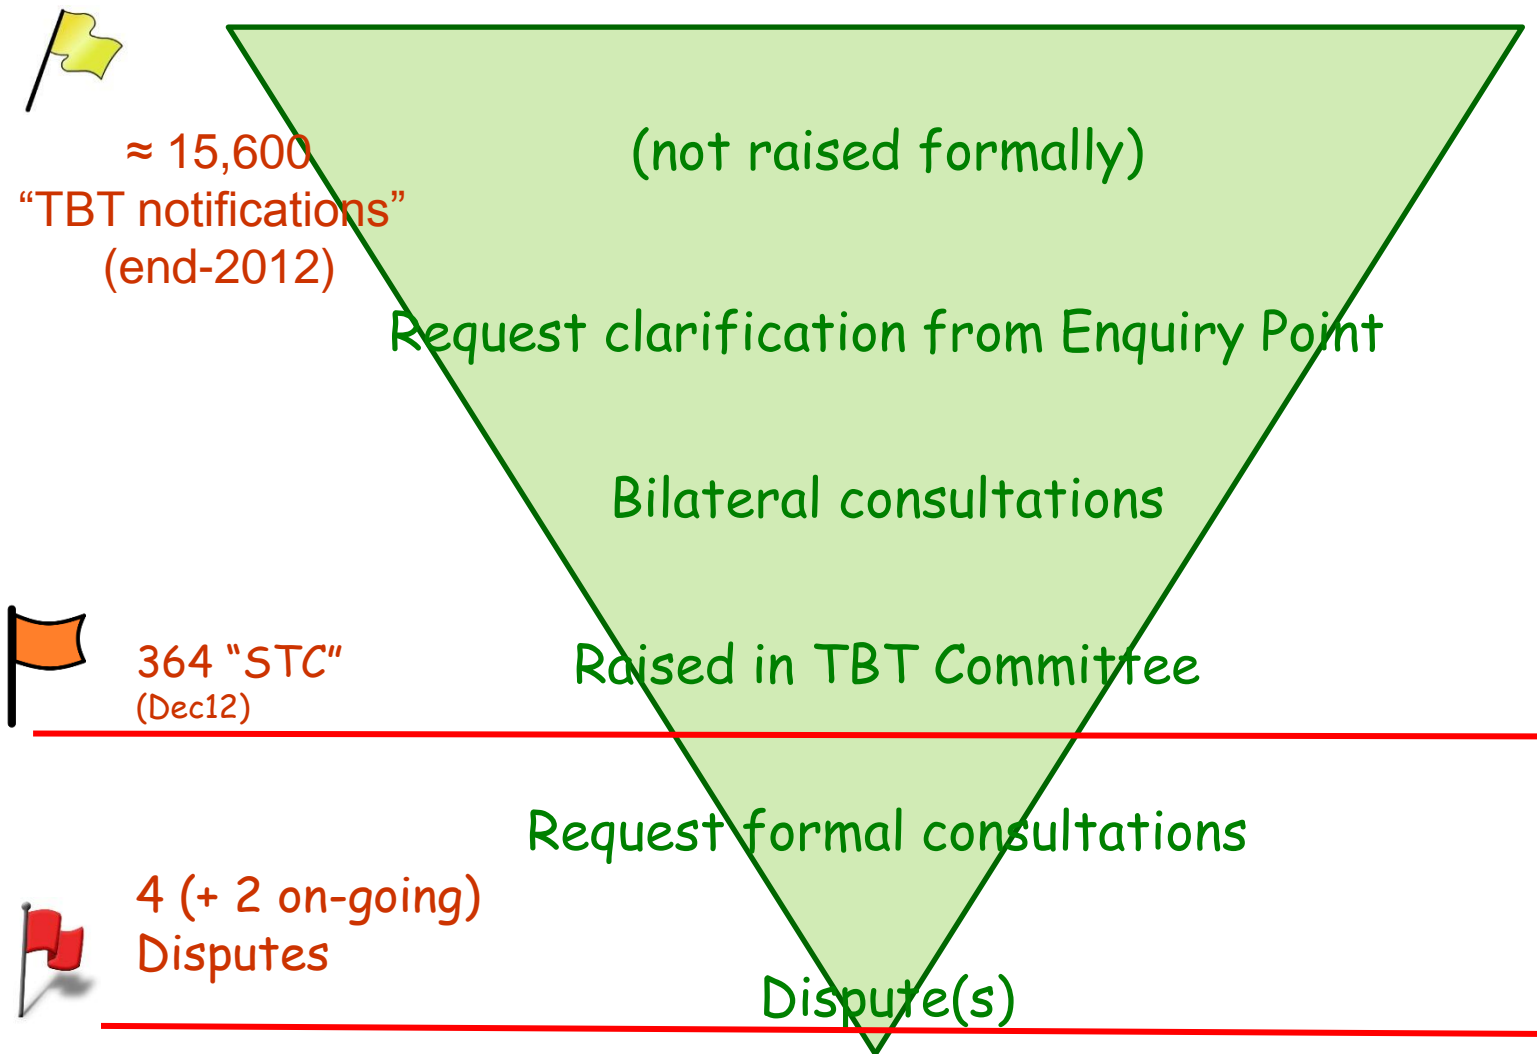 ≈ 15,600
“TBT notifications”
(end-2012)
(not raised formally)
Request clarification from Enquiry Point
Bilateral consultations
364 “STC”
(Dec12)
Raised in TBT Committee
Request formal consultations
4 (+ 2 on-going)
Disputes
Dispute(s)